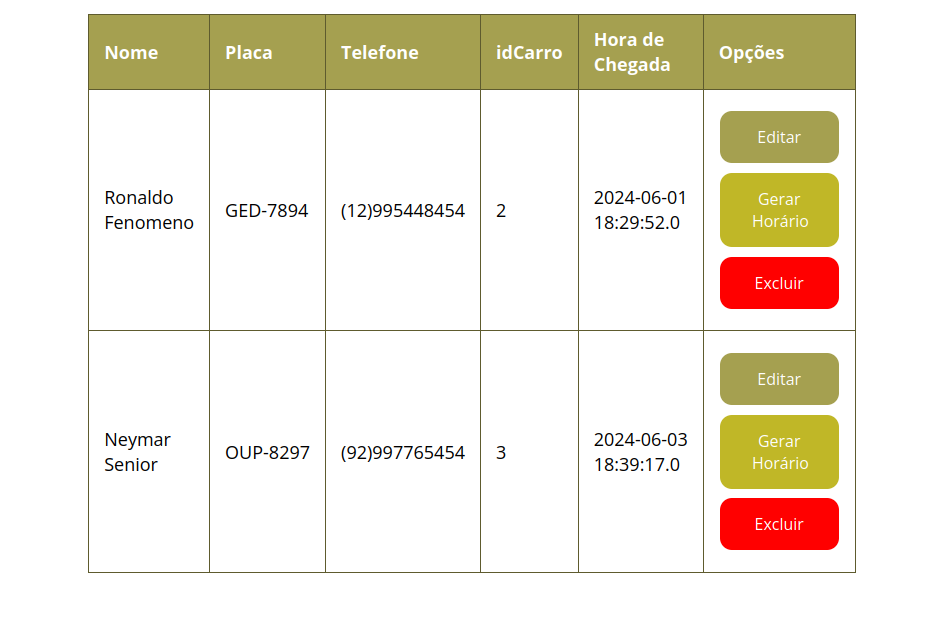 Nome Placa Telefone idCarro Hora de
Chegada Opções
Editar
Ronaldo
Fenomeno GED-7894 (12)995448454 2 2024-06-01
18:29:52.0
Gerar
Horário
Excluir
Editar
Neymar
Senior OUP-8297 (92)997765454 3 2024-06-03
18:39:17.0
Gerar
Horário
Excluir